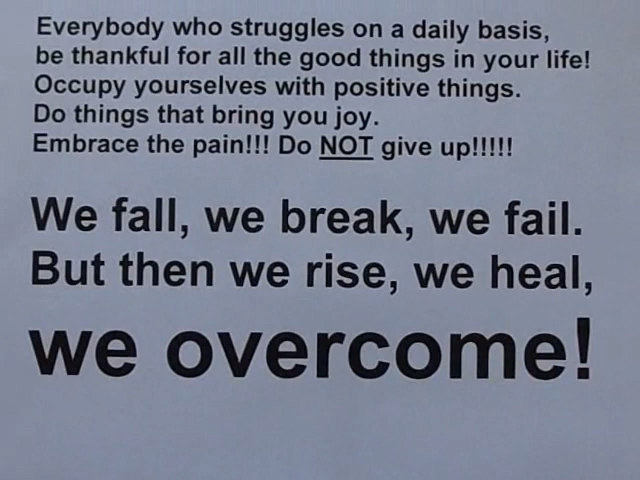 Everybody who struggles on a daily basis,
be thankful for all the good things in your life!
Occupy yourselves with positive things.
Do things that bring you joy.
Embrace the pain!!! Do NOT give up!!!!!
We fall, we break, we fail.
But then we rise, we heal,
we overcome!